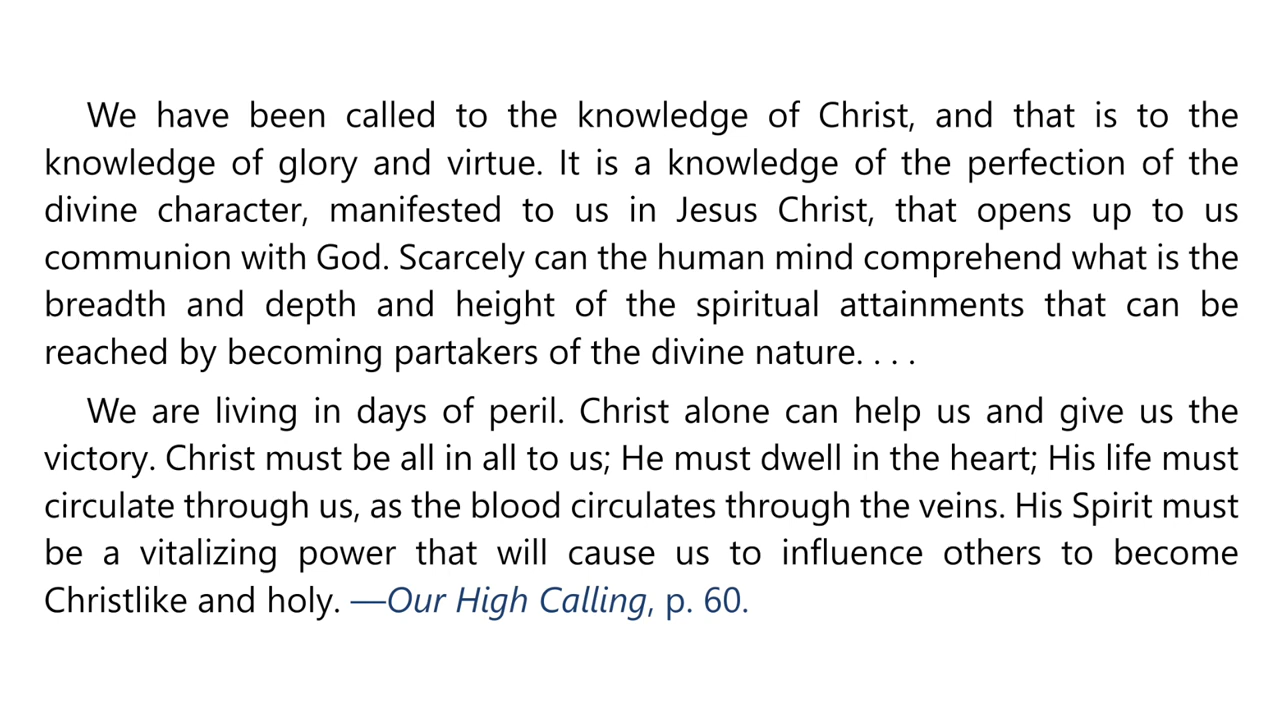 We have been called to the knowledge of Christ, and that is to the
knowledge of glory and virtue. It is a knowledge of the perfection of the
divine character, manifested to us in Jesus Christ, that opens up to us
communion with God. Scarcely can the human mind comprehend what is the
breadth and depth and height of the spiritual attainments that can be
reached by becoming partakers of the divine nature. . . .
We are living in days of peril. Christ alone can help us and give us the
victory. Christ must be all in all to us; He must dwell in the heart; His life must
circulate through us, as the blood circulates through the veins. His Spirit must
be a vitalizing power that will cause us to influence others to become
Christlike and holy. —Our High Calling, p. 60.